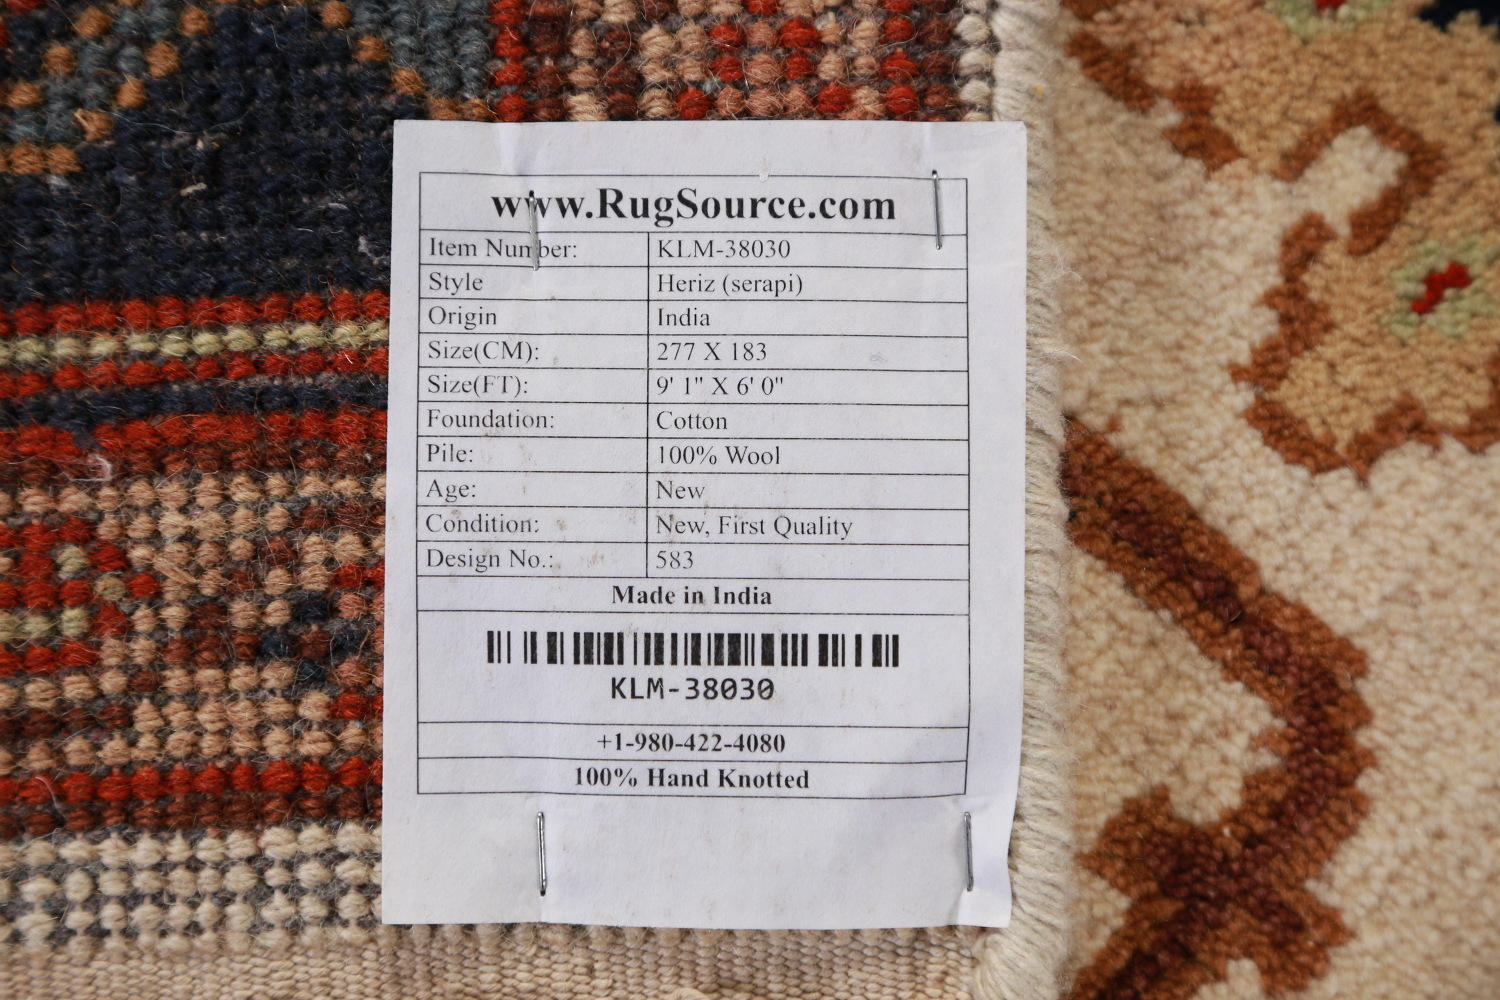 www.RugSource.com
Item Number: KLM-38030
Style Heriz (serapi)
Origin India
Size(CM): 277 X 183
Size(FT): 9' 1" X 6' 0"
Foundation: Cotton
Pile: 100% Wool
Age: New
Condition: New, First Quality
Design No.: 583
Made in India
KLM-38030
+1-980-422-4080
100% Hand Knotted